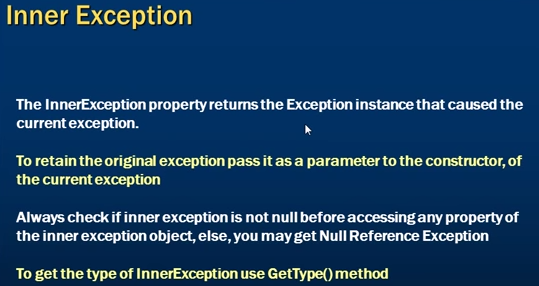 Inner Exception
The InnerException property returns the Exception instance that caused the
current exception.
To retain the original exception pass it as a parameter to the constructor, of
the current exception
Always check if inner exception is not null before accessing any property of
the inner exception object, else, you may get Null Reference Exception
To get the type of InnerException use GetType() method